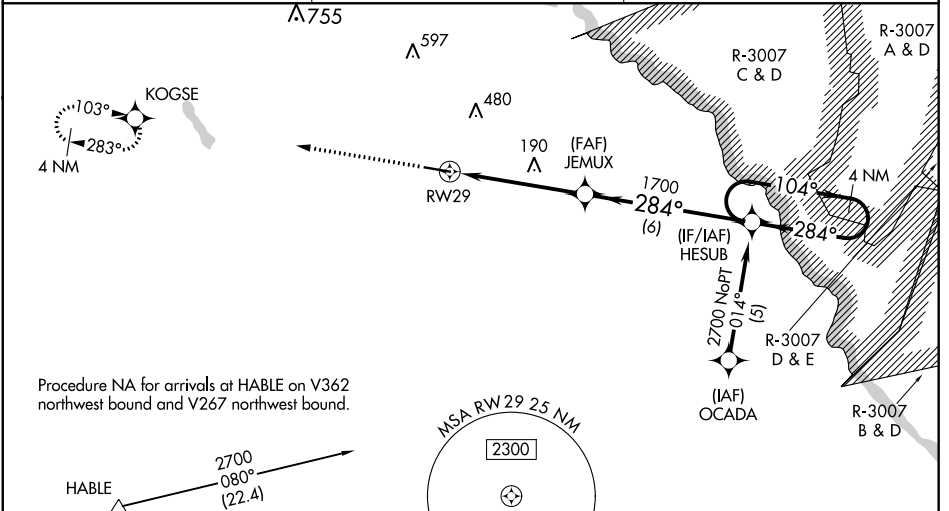 755
597
R-3007
C & D
R-3007
A & D
KOGSE
103°
283°
4 NM
480
190
(FAF)
JEMUX
RW29
1700
284°
(6)
104°
4 NM
(IF/IAF)
HESUB
284°
2700 NoPT
014°
(5)
R-3007
D & E
(IAF)
OCADA
R-3007
B & D
Procedure NA for arrivals at HABLE on V362
northwest bound and V267 northwest bound.
MSA RW29 25 NM
2300
HABLE
2700
080°
(22.4)